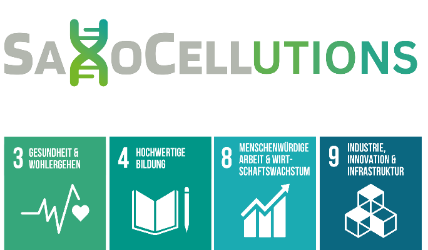 SaxoCellutions
3 GESUNDHEIT &
WOHLERGEHEN
4 HOCHWERTIGE
BILDUNG
8 MENSCHENWÜRDIGE
ARBEIT & WIRT-
SCHAFTSWACHSTUM
9 INDUSTRIE,
INNOVATION &
INFRASTRUKTUR